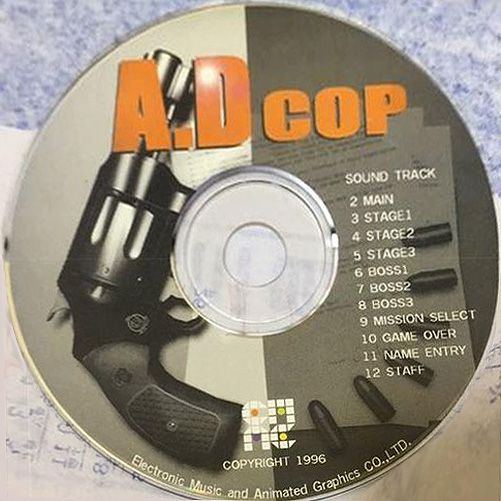 A.D COP
SOUND TRACK
2 MAIN
3 STAGE1
4 STAGE2
5 STAGE3
6 BOSS1
7 BOSS2
8 BOSS3
9 MISSION SELECT
10 GAME OVER
11 NAME ENTRY
12 STAFF
COPYRIGHT 1996
Electronic Music and Animated Graphics CO.,LTD.